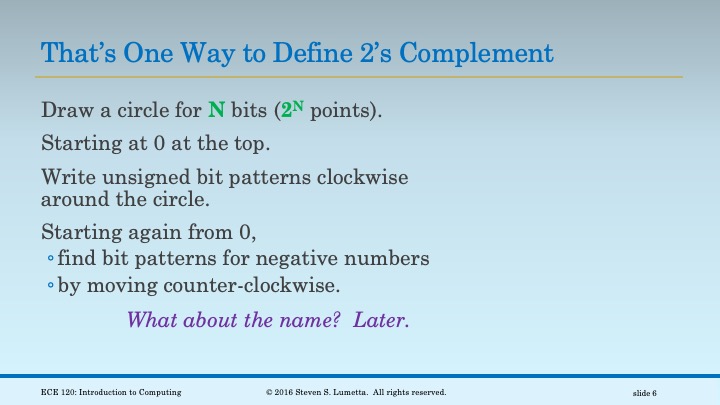 That's One Way to Define 2's Complement
Draw a circle for N bits (2^N points).
Starting at 0 at the top.
Write unsigned bit patterns clockwise
around the circle.
Starting again from 0,
◦find bit patterns for negative numbers
◦by moving counter-clockwise.
What about the name?  Later.
ECE 120: Introduction to Computing © 2016 Steven S. Lumetta.  All rights reserved. slide 6